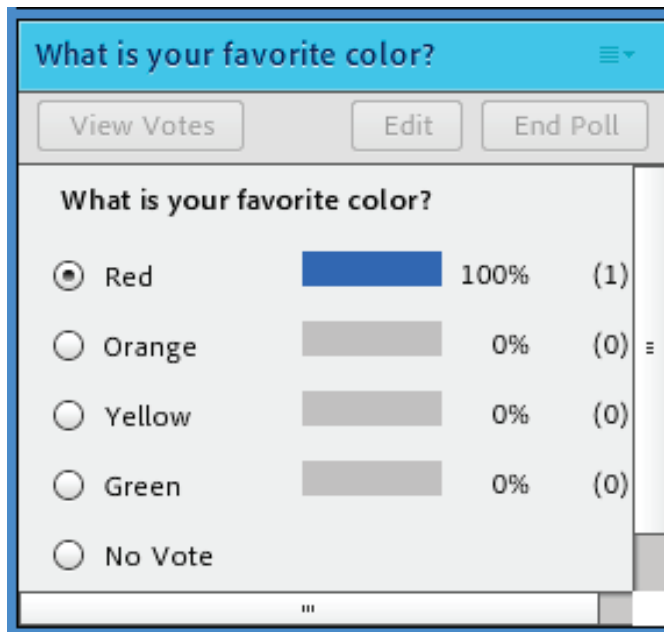 What is your favorite color?
View Votes Edit End Poll
What is your favorite color?
Red 100% (1)
Orange 0% (0)
Yellow 0% (0)
Green 0% (0)
No Vote